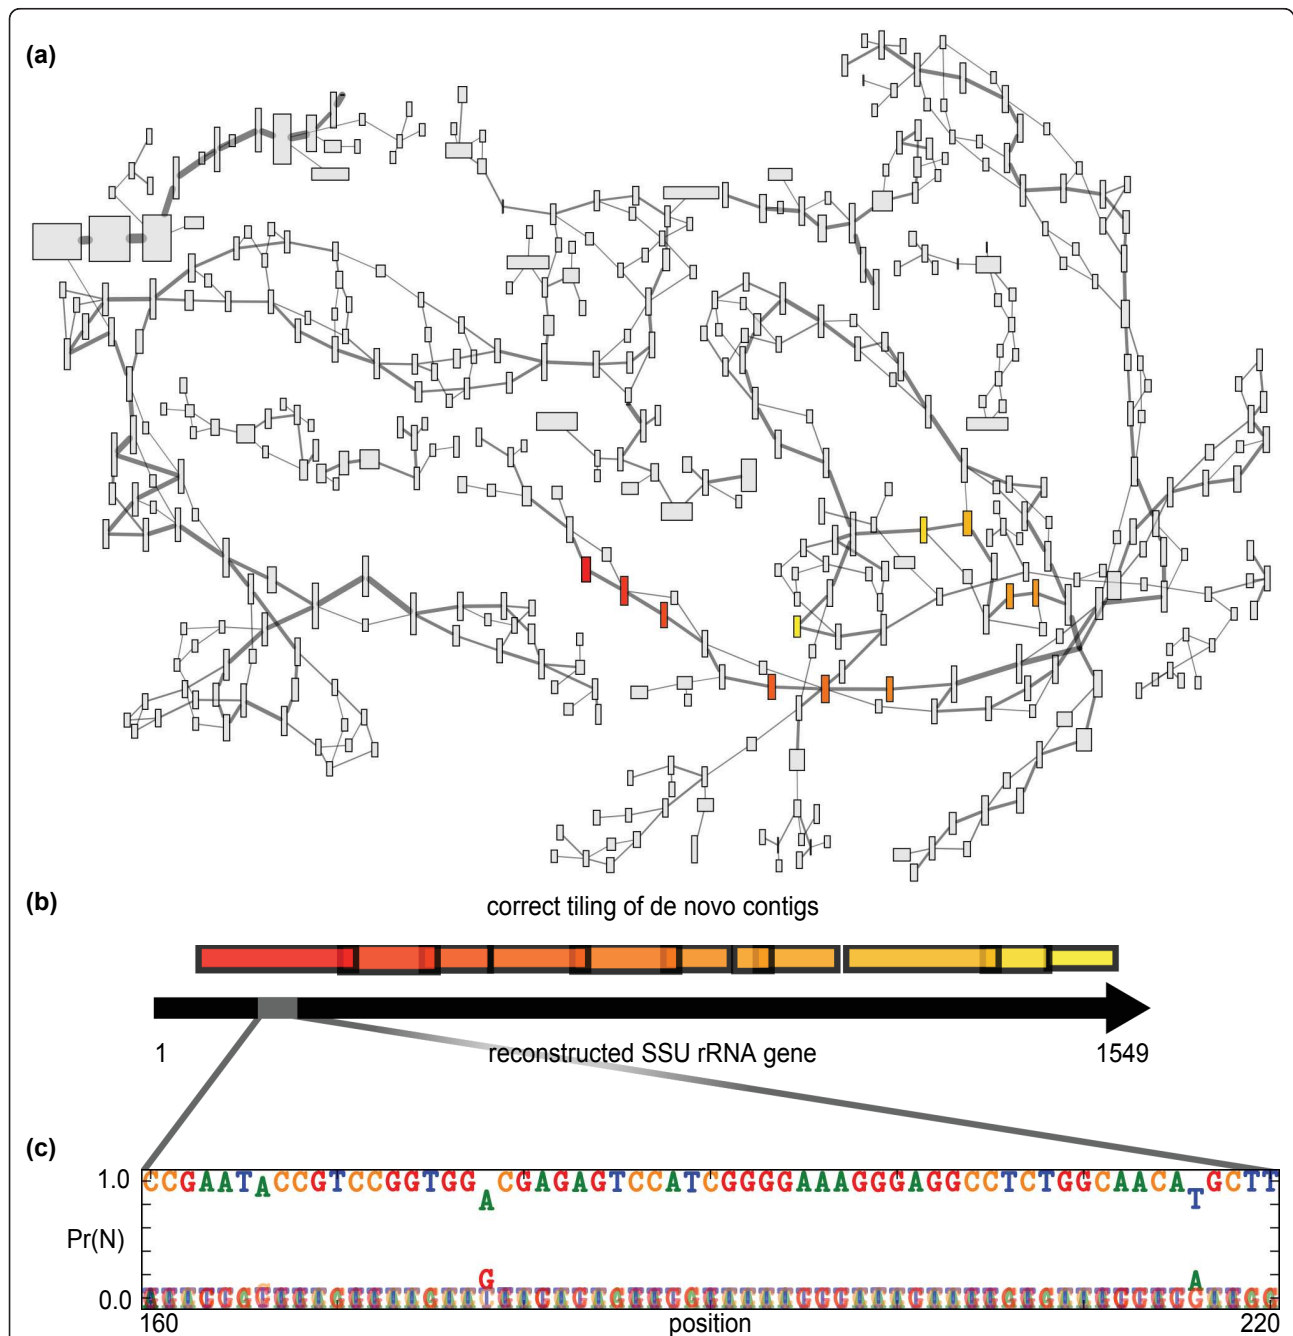 (a)
(b)
correct tiling of de novo contigs
1 reconstructed SSU rRNA gene 1549
(c)
1.0 CCGAATACCGTCCGGTGGACGAGAGTCCATCGGGGAAAGGGAGGCCTCTGGCAACATGCTT
Pr(N)
G A
0.0
160 position 220